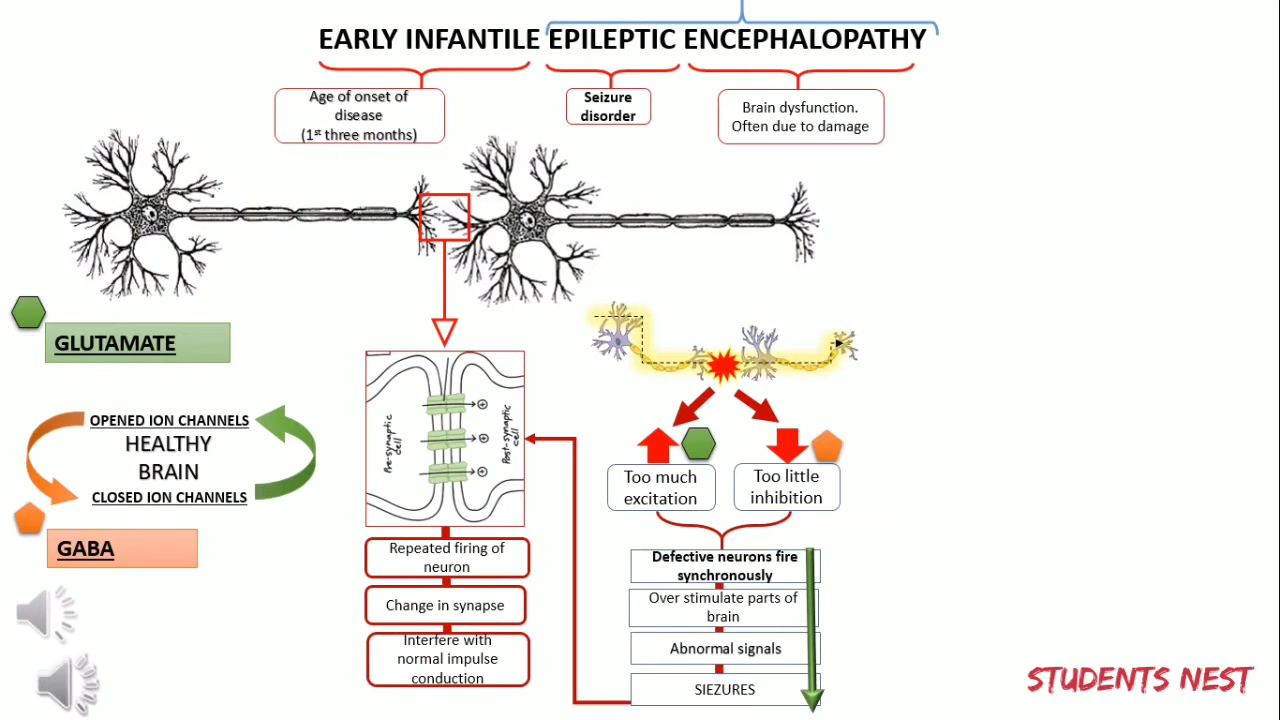 EARLY INFANTILE EPILEPTIC ENCEPHALOPATHY
Age of onset of
disease
(1st three months)
Seizure
disorder
Brain dysfunction.
Often due to damage
GLUTAMATE
OPENED ION CHANNELS
HEALTHY
BRAIN
CLOSED ION CHANNELS
GABA
Pre-synaptic
cell
Post-synaptic
cell
+
+
+
Repeated firing of
neuron
Change in synapse
Interfere with
normal impulse
conduction
Too much
excitation
Too little
inhibition
Defective neurons fire
synchronously
Over stimulate parts of
brain
Abnormal signals
SIEZURES
STUDENTS NEST